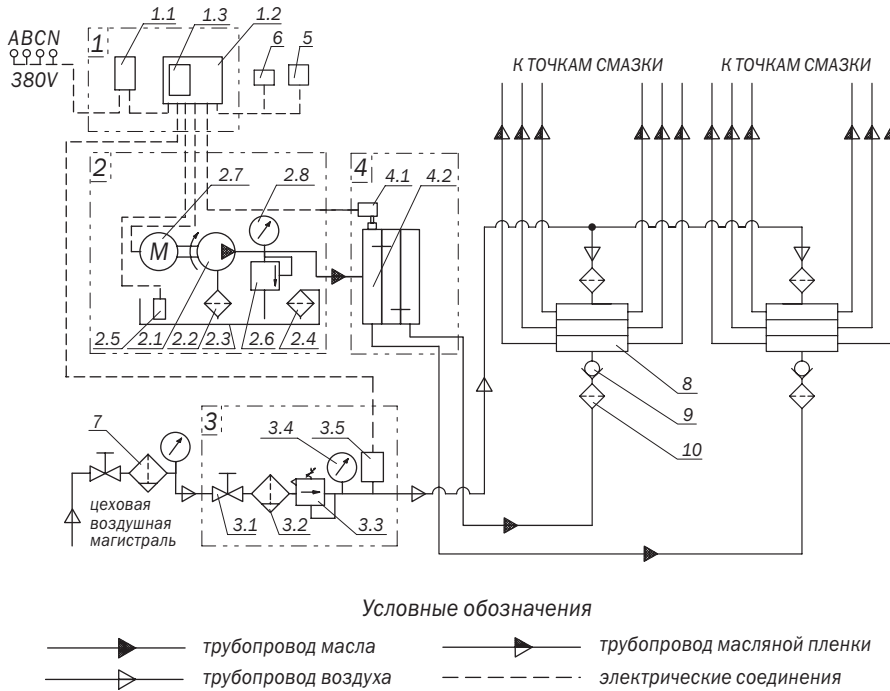 1.1
1.3
1.2
6
5
ABCN
1
380V
К ТОЧКАМ СМАЗКИ
К ТОЧКАМ СМАЗКИ
2
2.7
2.8
4
4.1
4.2
M
2.5
2.1
2.2
2.3
2.6
2.4
8
9
10
7
3
3.4
3.5
3.1
3.2
3.3
цеховая
воздушная
магистраль
Условные обозначения
трубопровод масла
трубопровод масляной пленки
трубопровод воздуха
электрические соединения